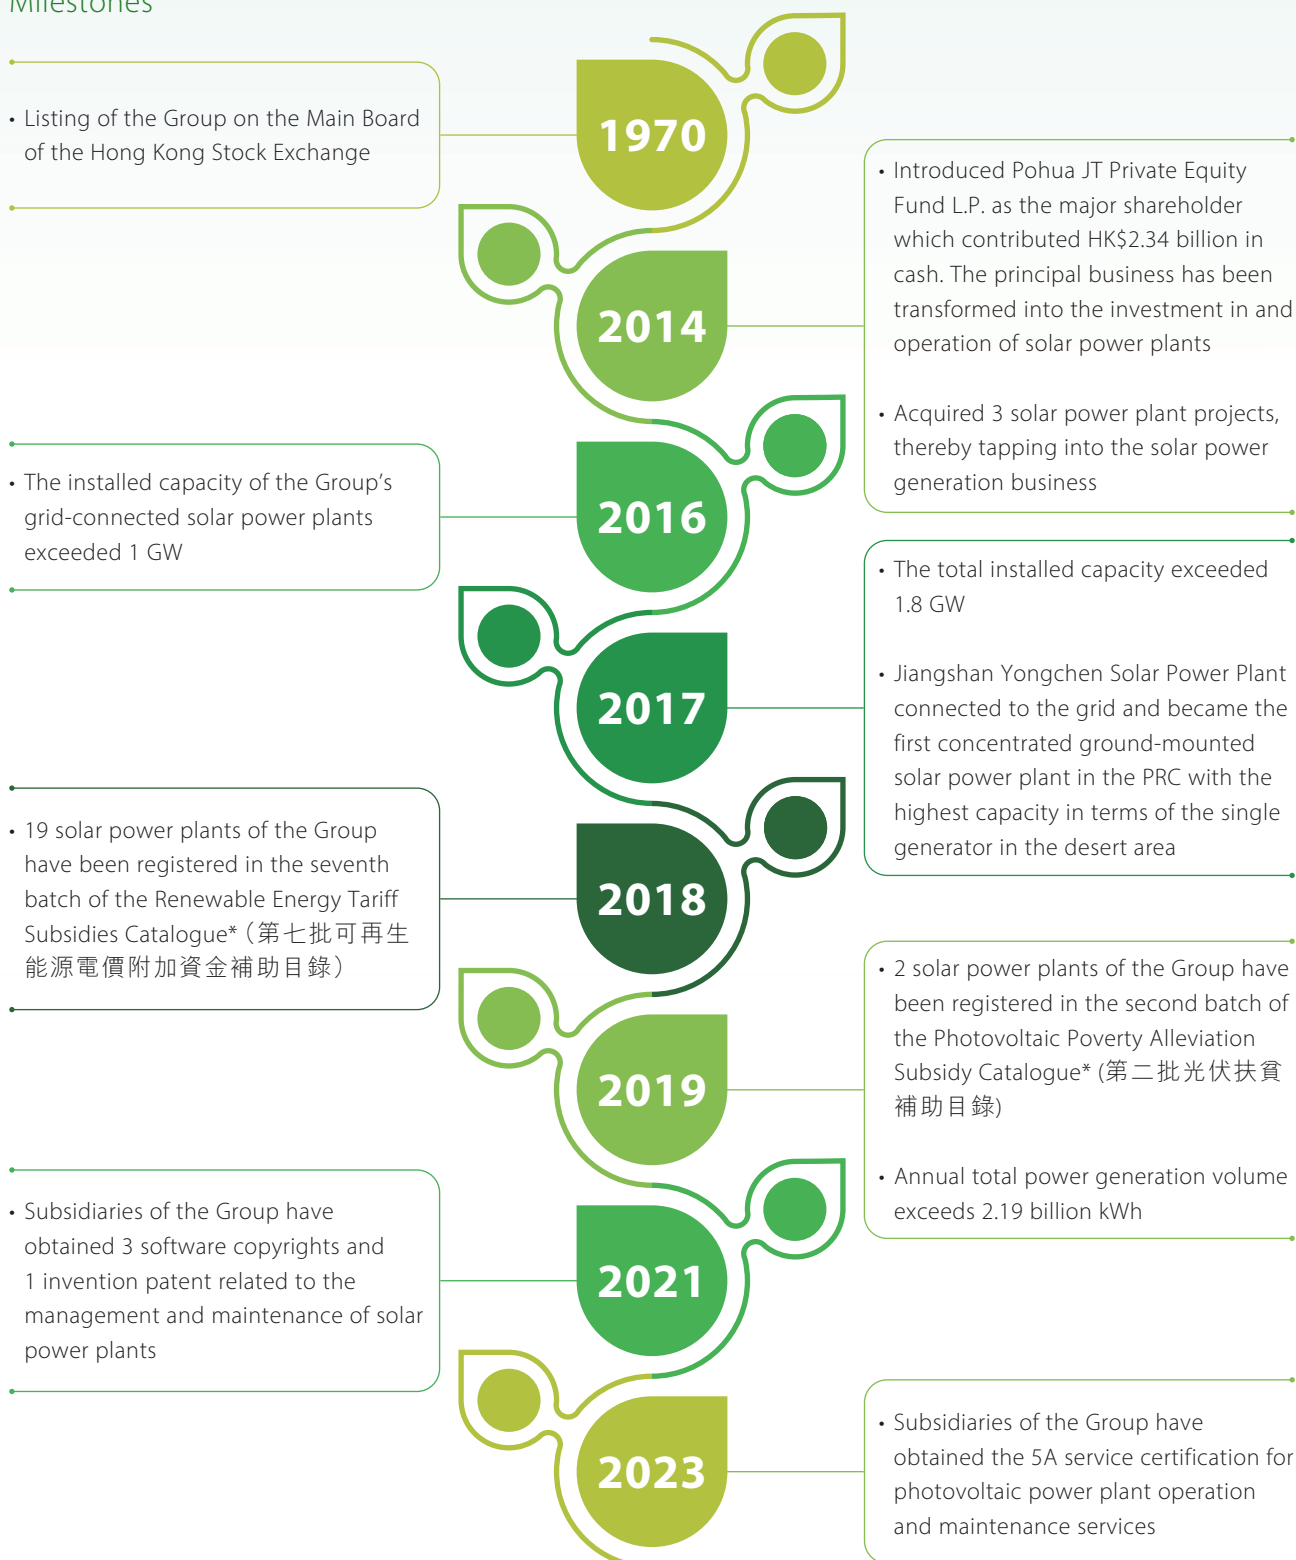 Milestones
• Listing of the Group on the Main Board
of the Hong Kong Stock Exchange
1970
2014
• Introduced Pohua JT Private Equity
Fund L.P. as the major shareholder
which contributed HK$2.34 billion in
cash. The principal business has been
transformed into the investment in and
operation of solar power plants
• Acquired 3 solar power plant projects,
thereby tapping into the solar power
generation business
• The installed capacity of the Group’s
grid-connected solar power plants
exceeded 1 GW
2016
2017
• The total installed capacity exceeded
1.8 GW
• Jiangshan Yongchen Solar Power Plant
connected to the grid and became the
first concentrated ground-mounted
solar power plant in the PRC with the
highest capacity in terms of the single
generator in the desert area
• 19 solar power plants of the Group
have been registered in the seventh
batch of the Renewable Energy Tariff
Subsidies Catalogue*（第七批可再生
能源電價附加資金補助目錄）
2018
2019
• 2 solar power plants of the Group have
been registered in the second batch of
the Photovoltaic Poverty Alleviation
Subsidy Catalogue* (第二批光伏扶貧
補助目錄)
• Annual total power generation volume
exceeds 2.19 billion kWh
• Subsidiaries of the Group have
obtained 3 software copyrights and
1 invention patent related to the
management and maintenance of solar
power plants
2021
2023
• Subsidiaries of the Group have
obtained the 5A service certification for
photovoltaic power plant operation
and maintenance services